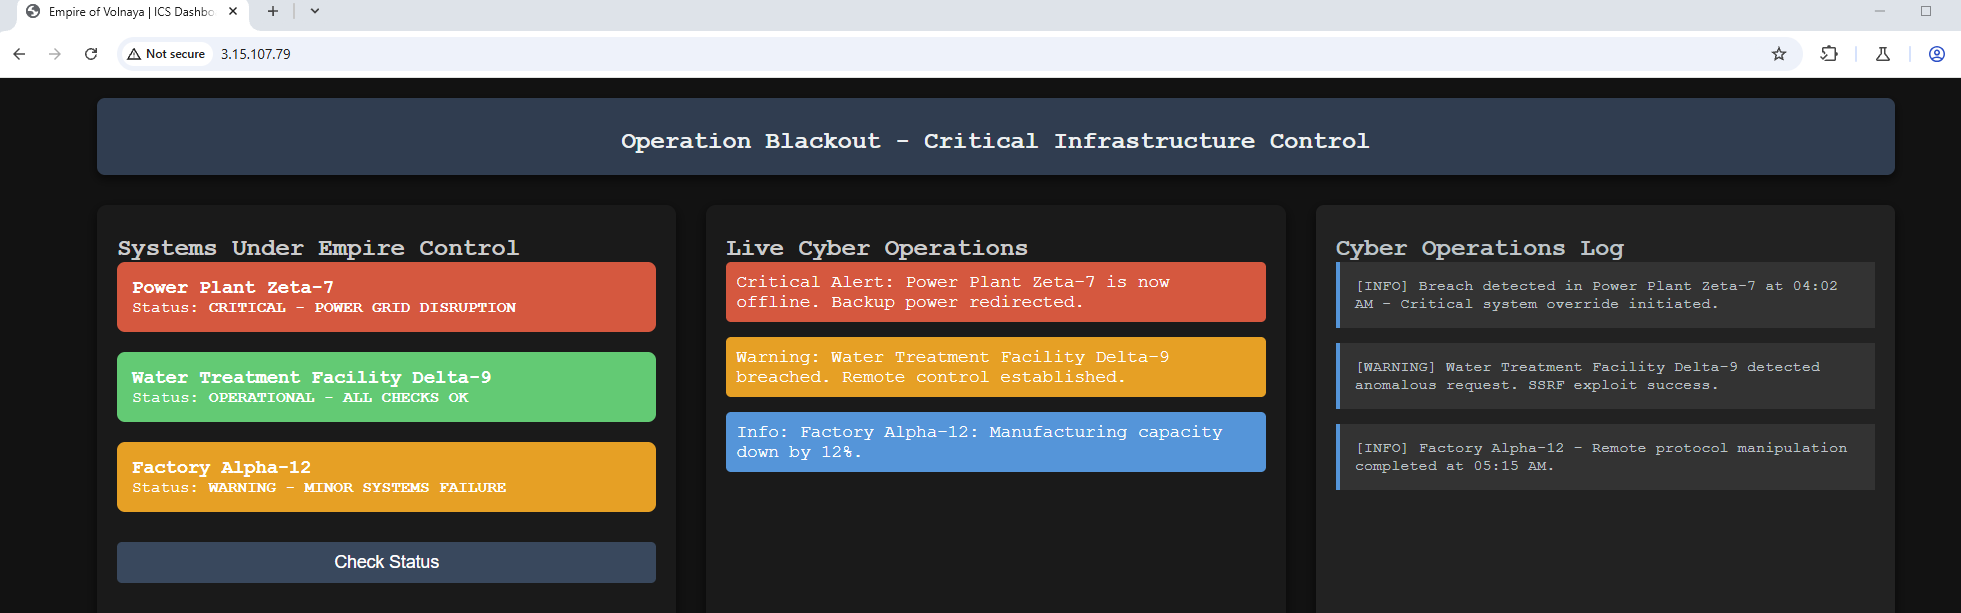 Empire of Volnaya | ICS Dashbo
Not secure
3.15.107.79
Operation Blackout - Critical Infrastructure Control
Systems Under Empire Control
Power Plant Zeta-7
Status: CRITICAL - POWER GRID DISRUPTION
Water Treatment Facility Delta-9
Status: OPERATIONAL - ALL CHECKS OK
Factory Alpha-12
Status: WARNING - MINOR SYSTEMS FAILURE
Check Status
Live Cyber Operations
Critical Alert: Power Plant Zeta-7 is now
offline. Backup power redirected.
Warning: Water Treatment Facility Delta-9
breached. Remote control established.
Info: Factory Alpha-12: Manufacturing capacity
down by 12%.
Cyber Operations Log
[INFO] Breach detected in Power Plant Zeta-7 at 04:02
AM - Critical system override initiated.
[WARNING] Water Treatment Facility Delta-9 detected
anomalous request. SSRF exploit success.
[INFO] Factory Alpha-12 - Remote protocol manipulation
completed at 05:15 AM.